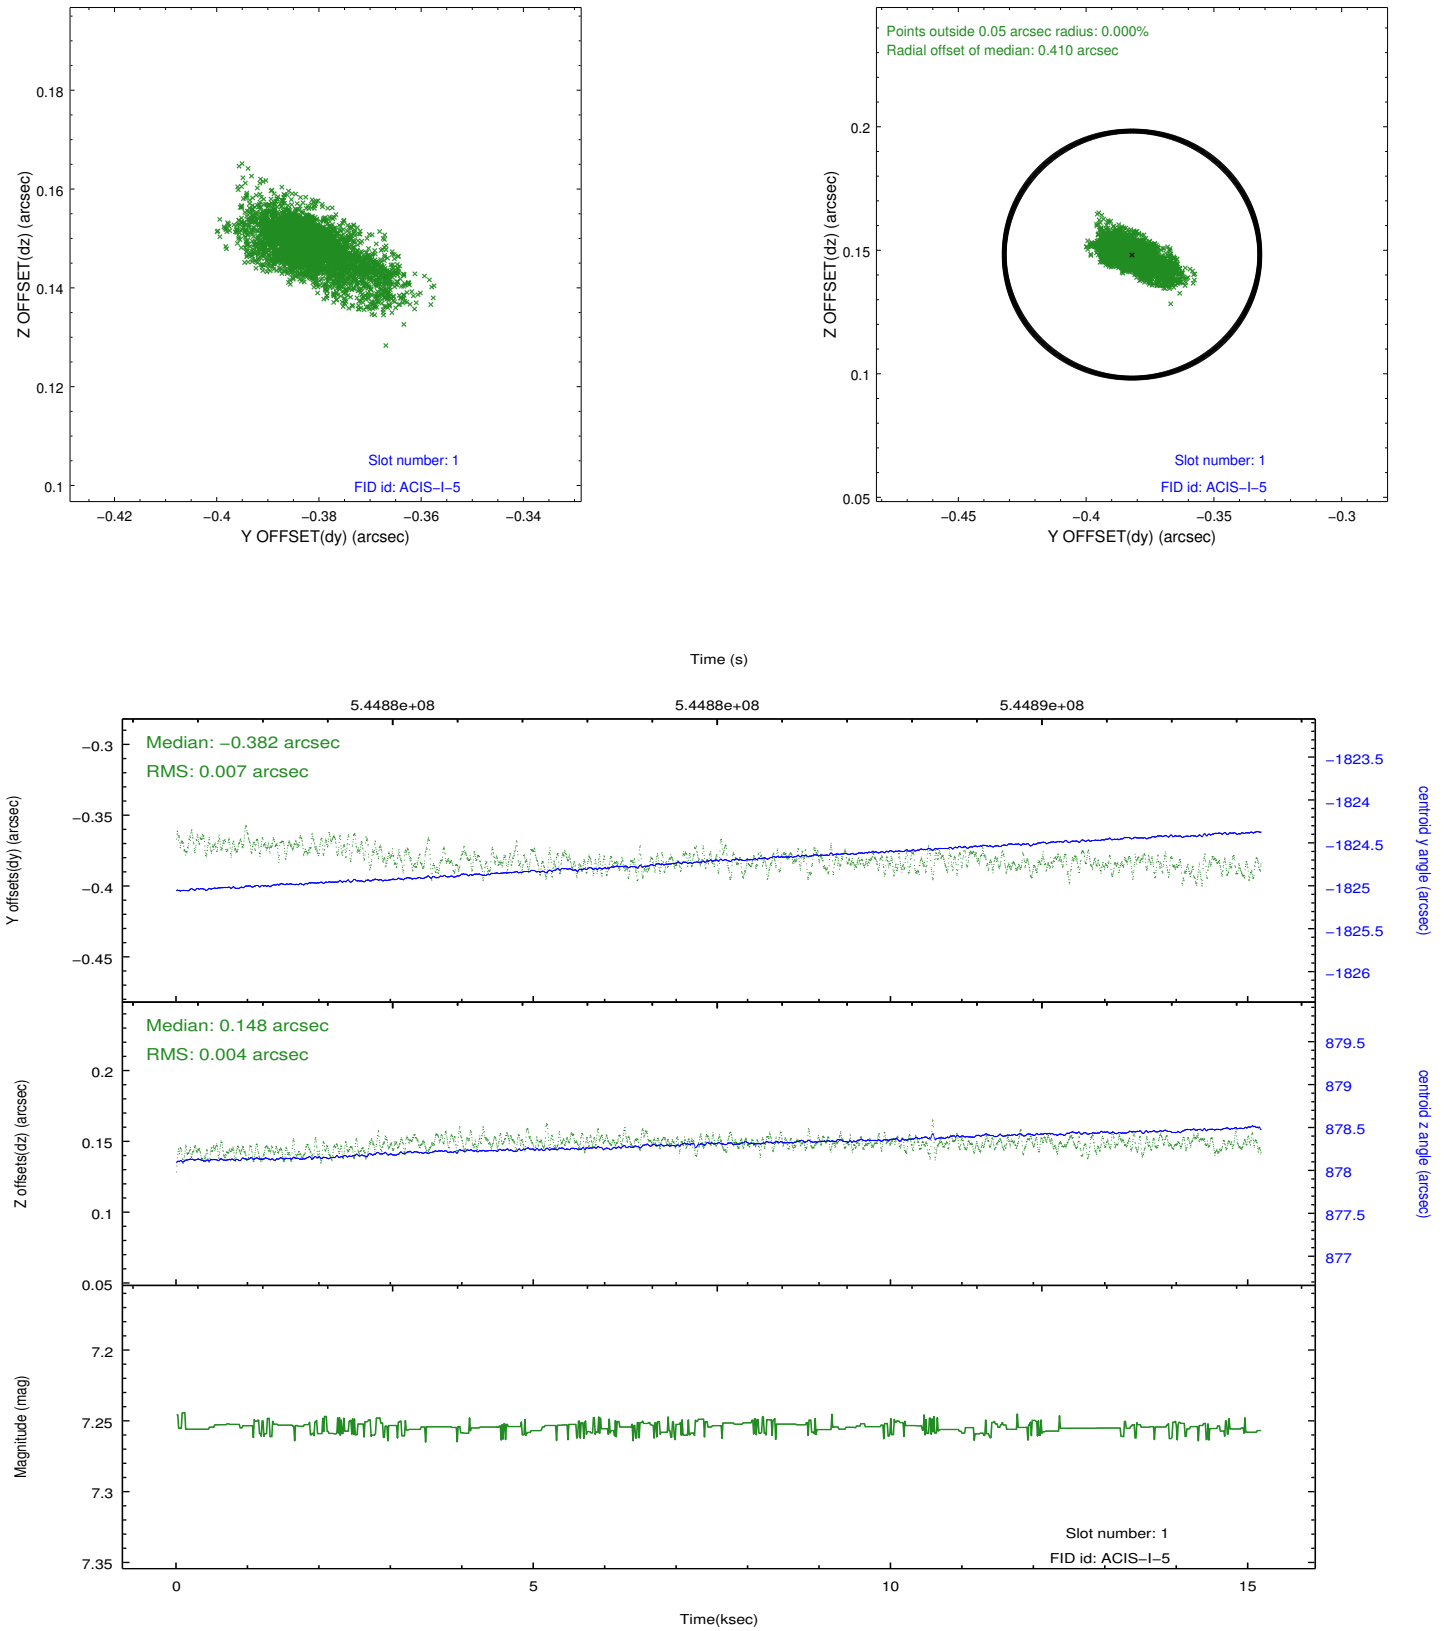 0.18
0.16
0.14
0.12
0.1
Z OFFSET(dz) (arcsec)
Slot number: 1
FID id: ACIS−I−5
−0.42
−0.4
−0.38
−0.36
−0.34
Y OFFSET(dy) (arcsec)
Points outside 0.05 arcsec radius: 0.000%
Radial offset of median: 0.410 arcsec
0.2
0.15
0.1
0.05
Z OFFSET(dz) (arcsec)
Slot number: 1
FID id: ACIS−I−5
−0.45
−0.4
−0.35
−0.3
Y OFFSET(dy) (arcsec)
Time (s)
5.4488e+08
5.4488e+08
5.4489e+08
Median: −0.382 arcsec
RMS: 0.007 arcsec
−0.3
−0.35
−0.4
−0.45
Y offsets(dy) (arcsec)
−1823.5
−1824
−1824.5
−1825
−1825.5
−1826
centroid y angle (arcsec)
Median: 0.148 arcsec
RMS: 0.004 arcsec
0.2
0.15
0.1
0.05
Z offsets(dz) (arcsec)
879.5
879
878.5
878
877.5
877
centroid z angle (arcsec)
7.2
7.25
7.3
7.35
Magnitude (mag)
Slot number: 1
FID id: ACIS−I−5
0
5
10
15
Time(ksec)